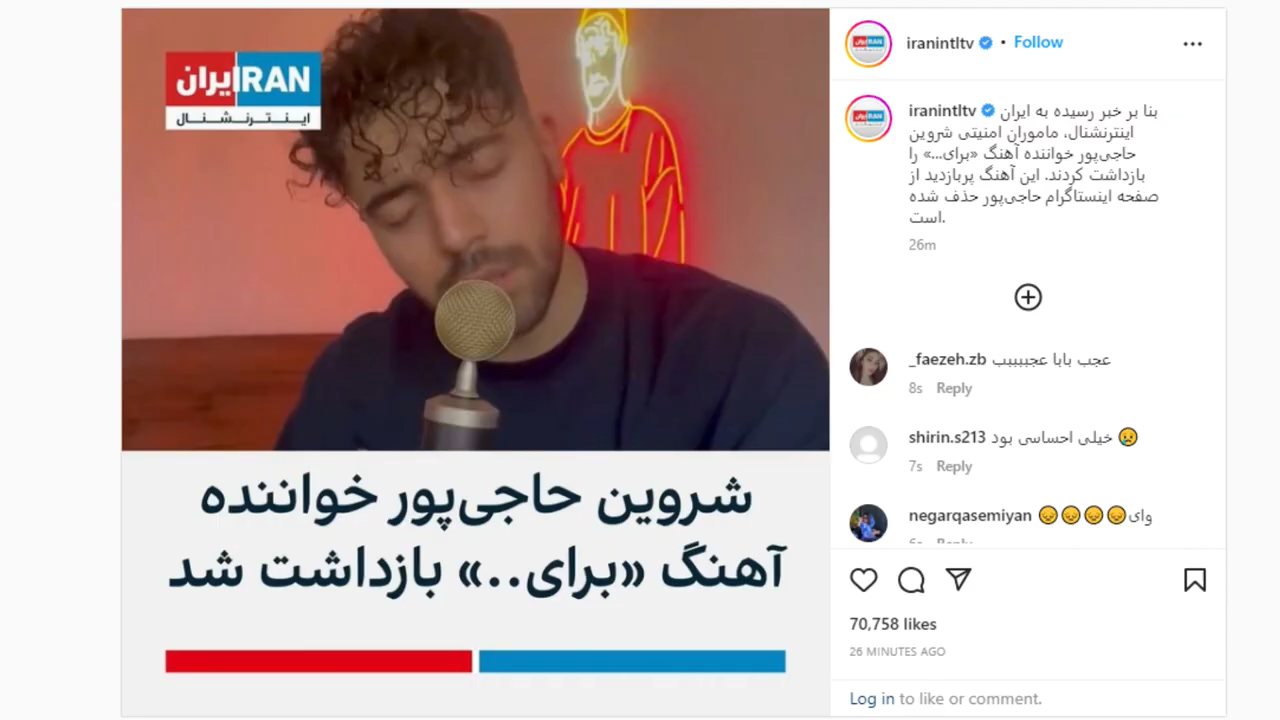 ایران IRAN
اینترنشنال
شروین حاجی‌پور خواننده
آهنگ «برای..» بازداشت شد
iranintltv • Follow
iranintltv بنا بر خبر رسیده به ایران
اینترنشنال، ماموران امنیتی شروین
حاجی‌پور خواننده آهنگ «برای...» را
بازداشت کردند. این آهنگ پربازدید از
صفحه اینستاگرام حاجی‌پور حذف شده
است.
26m
_faezeh.zb عجب بابا عجببببب
8s Reply
shirin.s213 خیلی احساسی بود 😢
7s Reply
negarqasemiyan وای😞😞😞😞
6s Reply
70,758 likes
26 MINUTES AGO
Log in to like or comment.